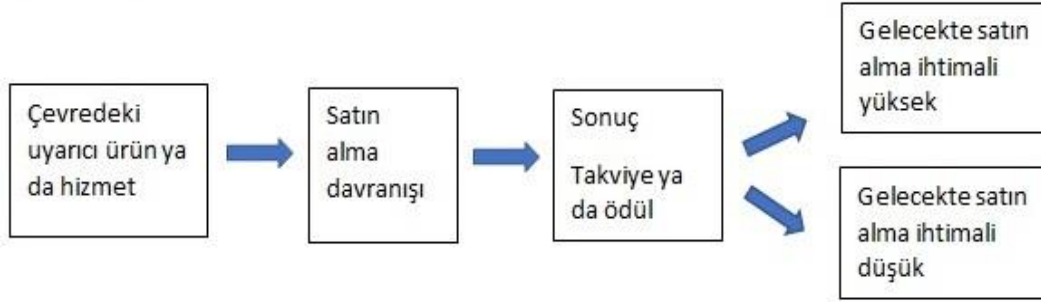 Çevredeki
uyarıcı ürün ya
da hizmet
Satın
alma
davranışı
Sonuç
Takviye ya
da ödül
Gelecekte satın
alma ihtimali
yüksek
Gelecekte satın
alma ihtimali
düşük